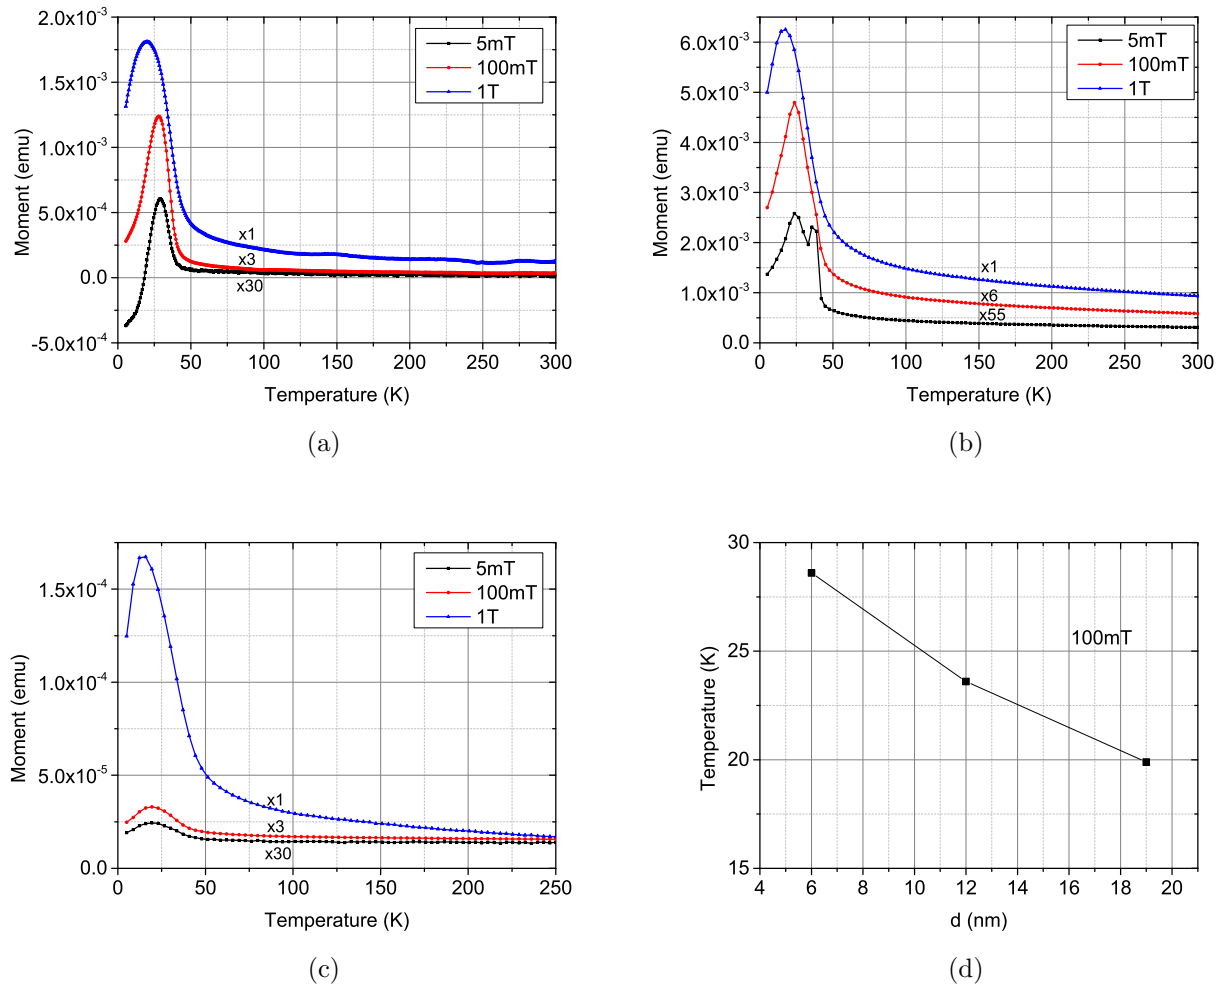 2.0x10⁻³
1.5x10⁻³
1.0x10⁻³
5.0x10⁻⁴
0.0
-5.0x10⁻⁴
Moment (emu)
5mT
100mT
1T
x1
x3
x30
0 50 100 150 200 250 300
Temperature (K)
(a)
6.0x10⁻³
5.0x10⁻³
4.0x10⁻³
3.0x10⁻³
2.0x10⁻³
1.0x10⁻³
0.0
Moment (emu)
5mT
100mT
1T
x1
x6
x55
0 50 100 150 200 250 300
Temperature (K)
(b)
1.5x10⁻⁴
1.0x10⁻⁴
5.0x10⁻⁵
0.0
Moment (emu)
5mT
100mT
1T
x1
x3
x30
0 50 100 150 200 250
Temperature (K)
(c)
30
25
20
15
Temperature (K)
100mT
4 6 8 10 12 14 16 18 20
d (nm)
(d)